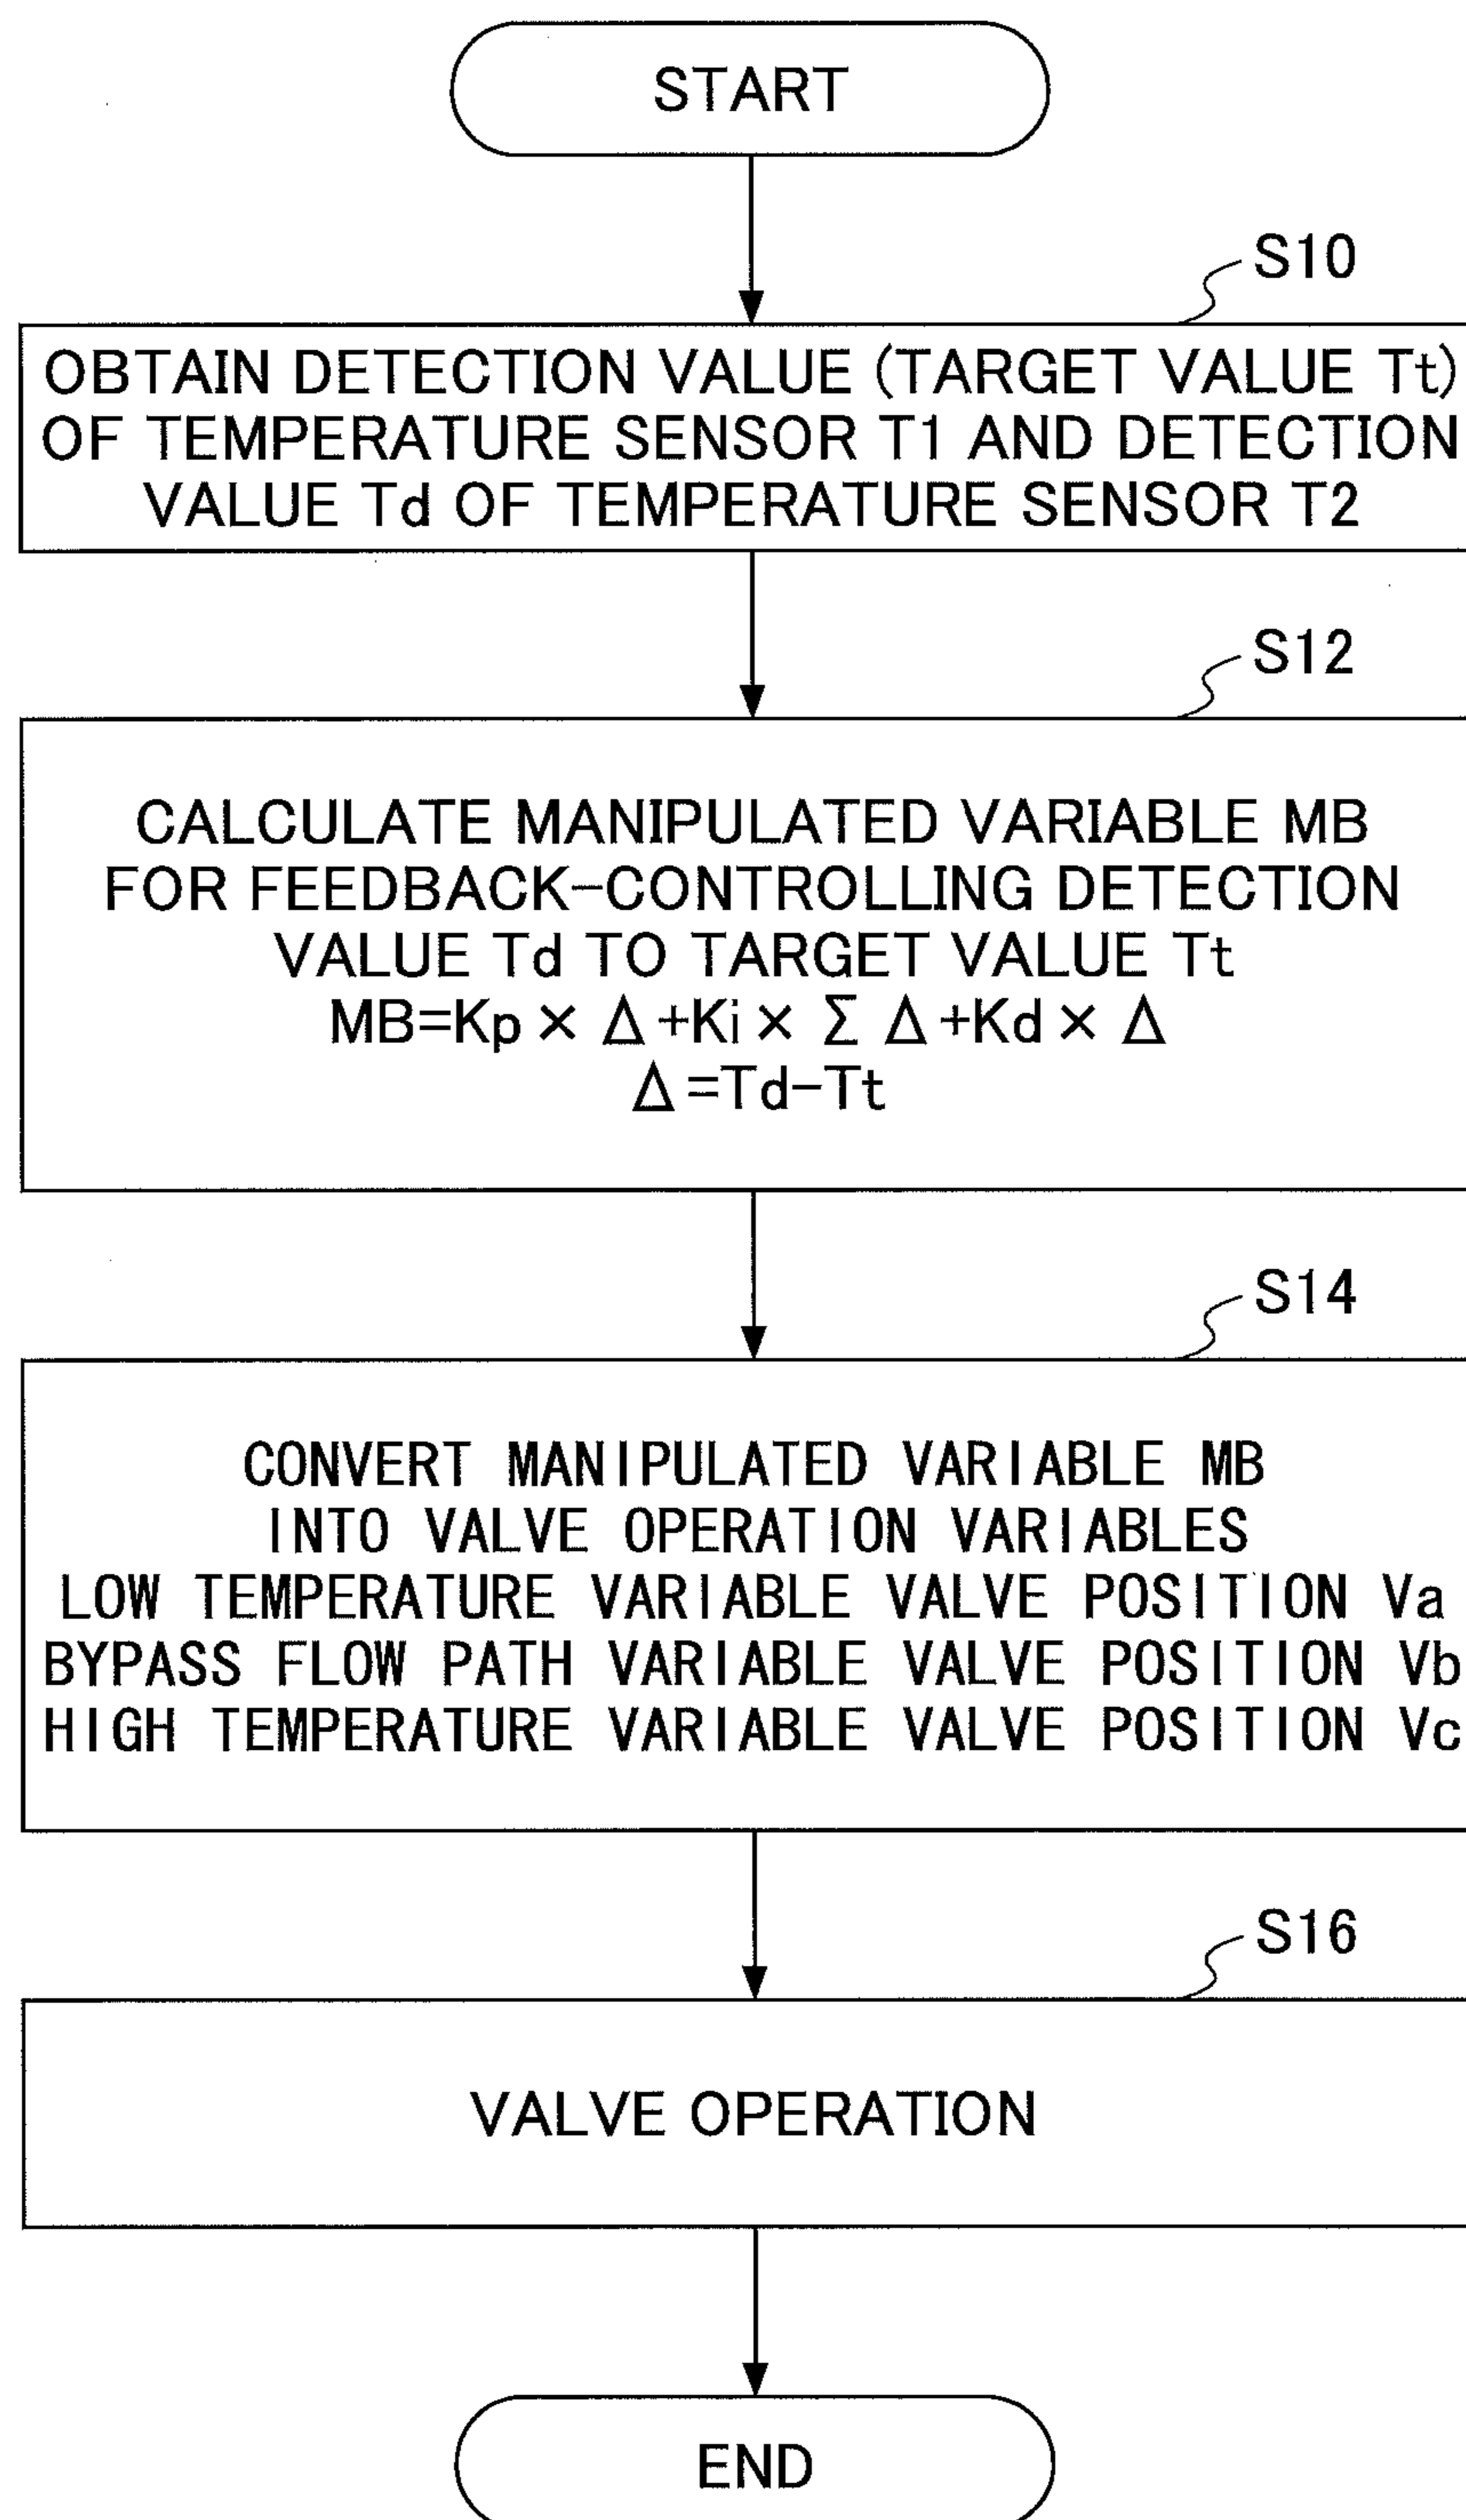 START
S10
OBTAIN DETECTION VALUE (TARGET VALUE Tt)
OF TEMPERATURE SENSOR T1 AND DETECTION
VALUE Td OF TEMPERATURE SENSOR T2
S12
CALCULATE MANIPULATED VARIABLE MB
FOR FEEDBACK-CONTROLLING DETECTION
VALUE Td TO TARGET VALUE Tt
MB=Kp × Δ+Ki × Σ Δ+Kd × Δ
Δ=Td-Tt
S14
CONVERT MANIPULATED VARIABLE MB
INTO VALVE OPERATION VARIABLES
LOW TEMPERATURE VARIABLE VALVE POSITION Va
BYPASS FLOW PATH VARIABLE VALVE POSITION Vb
HIGH TEMPERATURE VARIABLE VALVE POSITION Vc
S16
VALVE OPERATION
END